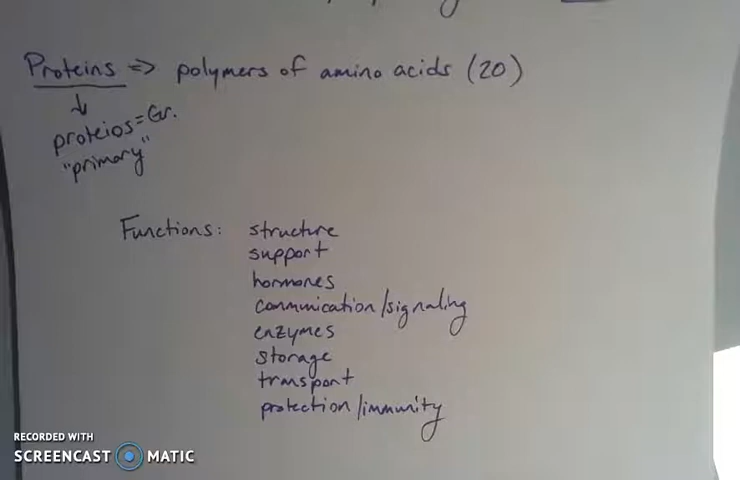 Proteins => polymers of amino acids (20)
↓
proteios = Gr.
"primary"
Functions: structure
support
hormones
communication/signaling
enzymes
storage
transport
protection/immunity
RECORDED WITH
SCREENCAST MATIC